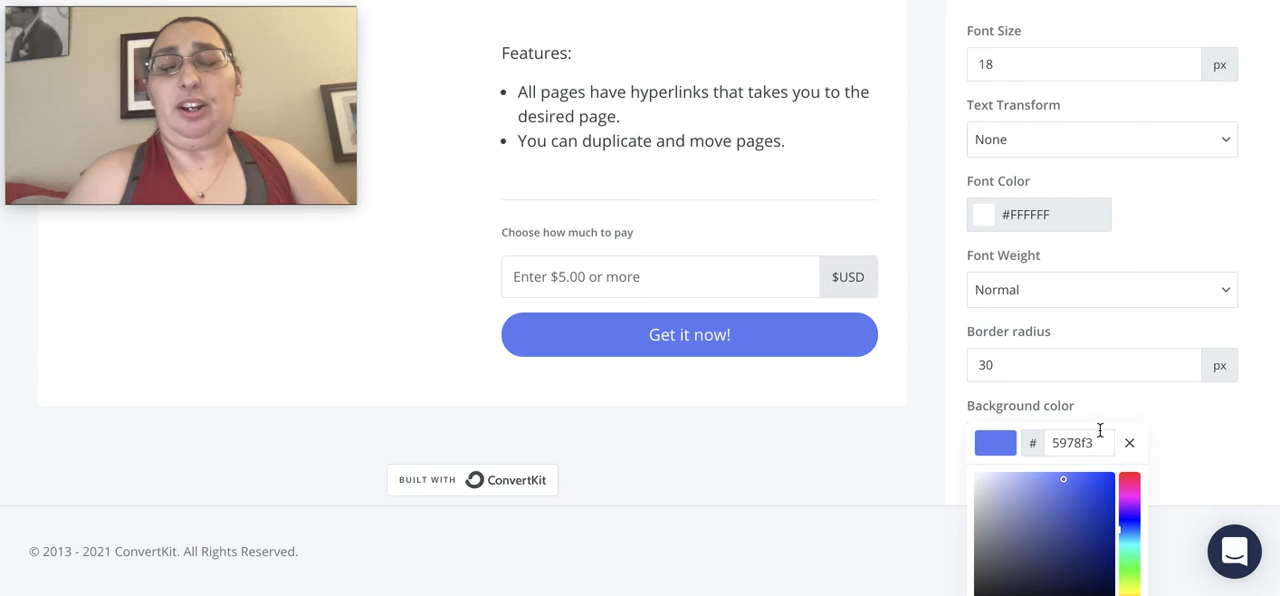 Features:
All pages have hyperlinks that takes you to the
desired page.
You can duplicate and move pages.
Choose how much to pay
Enter $5.00 or more
$USD
Get it now!
BUILT WITH ConvertKit
© 2013 - 2021 ConvertKit. All Rights Reserved.
Font Size
18 px
Text Transform
None
Font Color
#FFFFFF
Font Weight
Normal
Border radius
30 px
Background color
# 5978f3